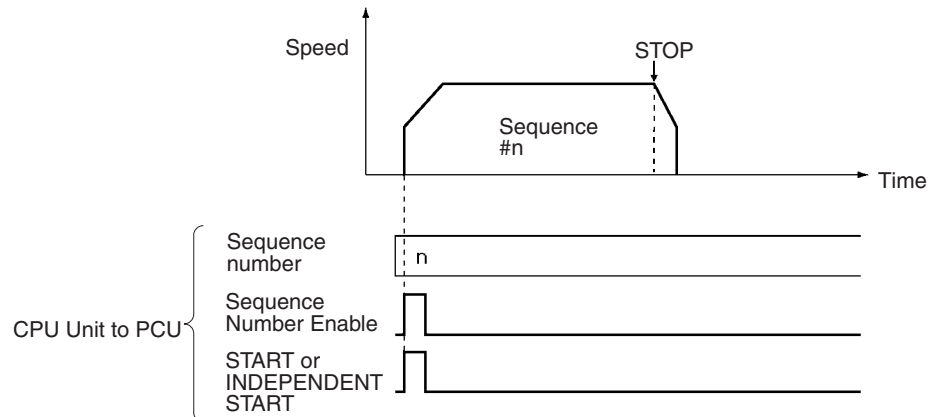 Speed
STOP
Sequence
#n
Time
CPU Unit to PCU
Sequence
number
n
Sequence
Number Enable
START or
INDEPENDENT
START